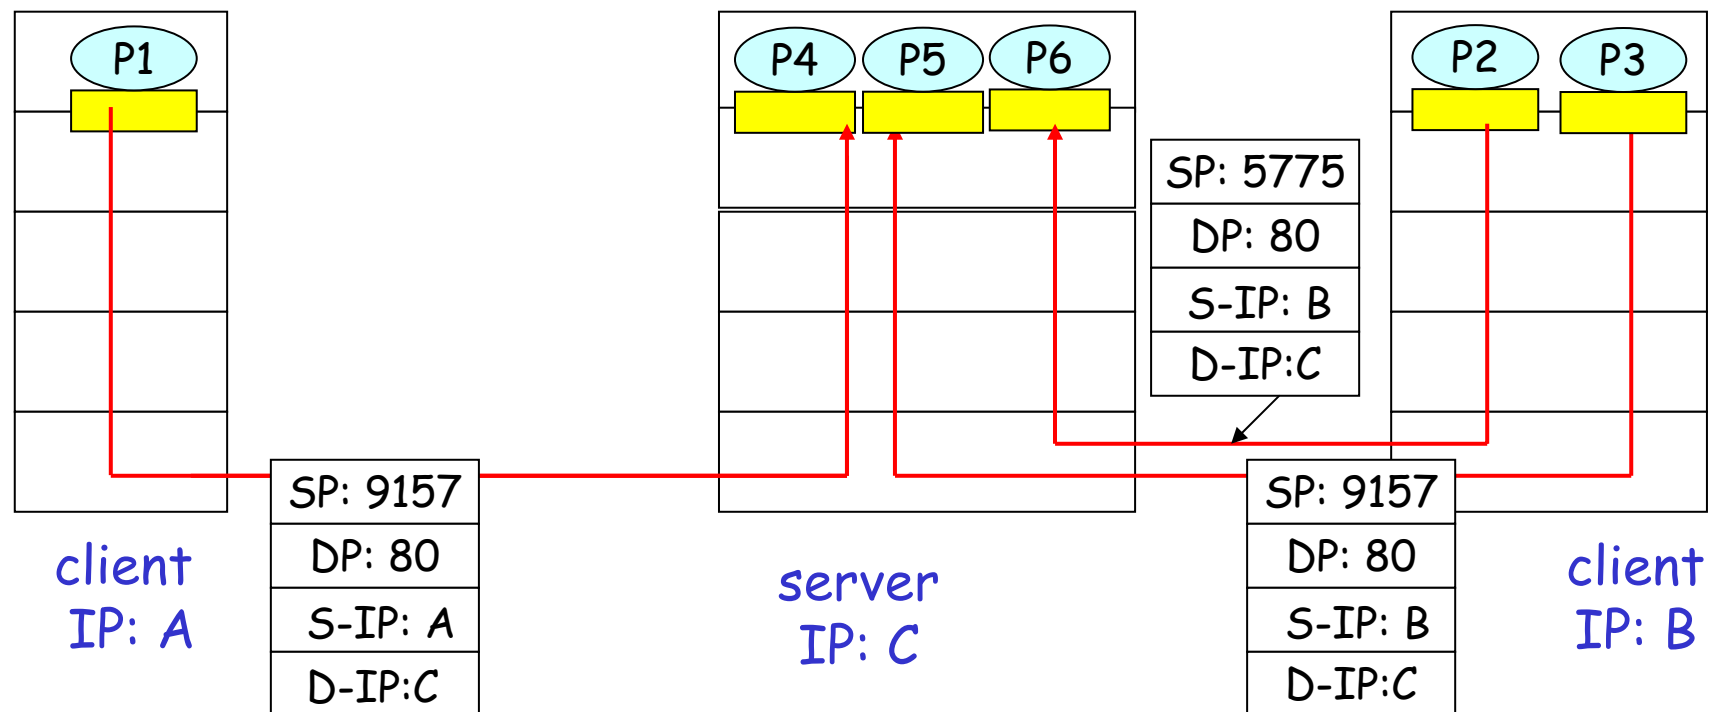 P1
P4
P5
P6
P2
P3
SP: 5775
DP: 80
S-IP: B
D-IP:C
SP: 9157
DP: 80
S-IP: A
D-IP:C
SP: 9157
DP: 80
S-IP: B
D-IP:C
client
IP: A
server
IP: C
client
IP: B